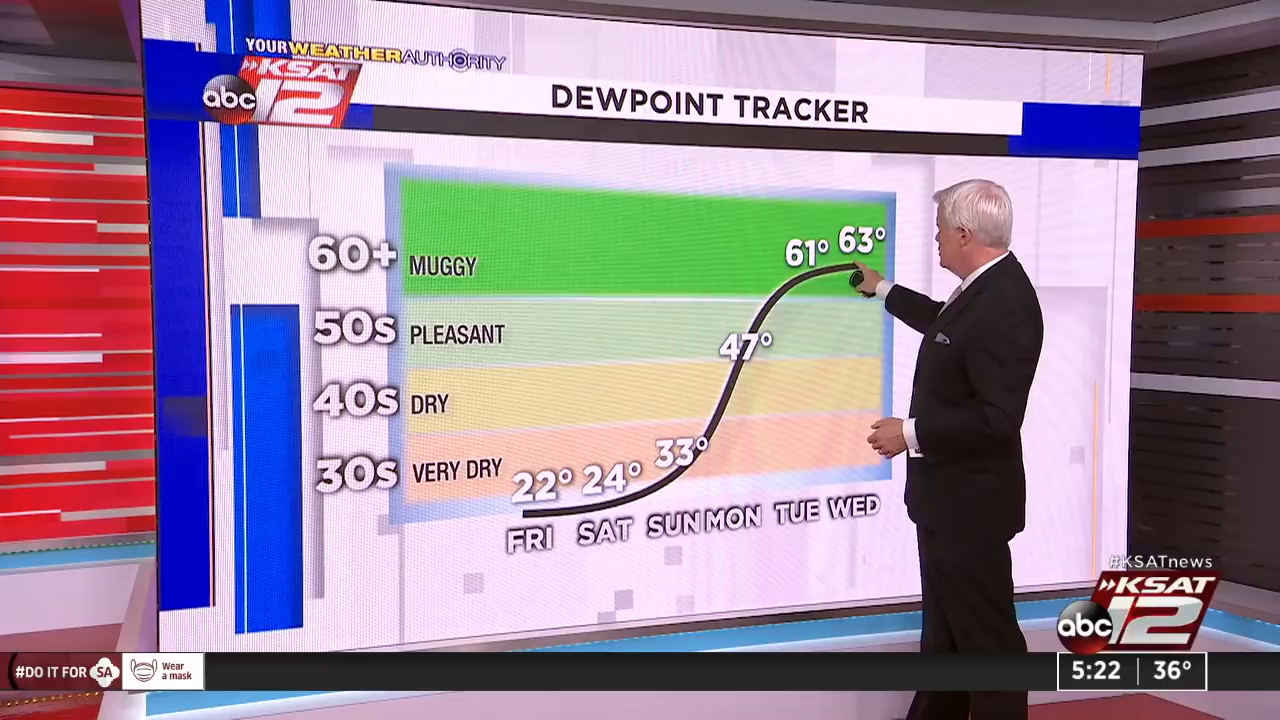 YOUR WEATHER AUTHORITY
abc KSAT 12
DEWPOINT TRACKER
60+ MUGGY
50s PLEASANT
40s DRY
30s VERY DRY
22° 24° 33° 47° 61° 63°
FRI SAT SUN MON TUE WED
#KSATnews
abc KSAT 12
#DO IT FOR SA
Wear
a mask
5:22 36°